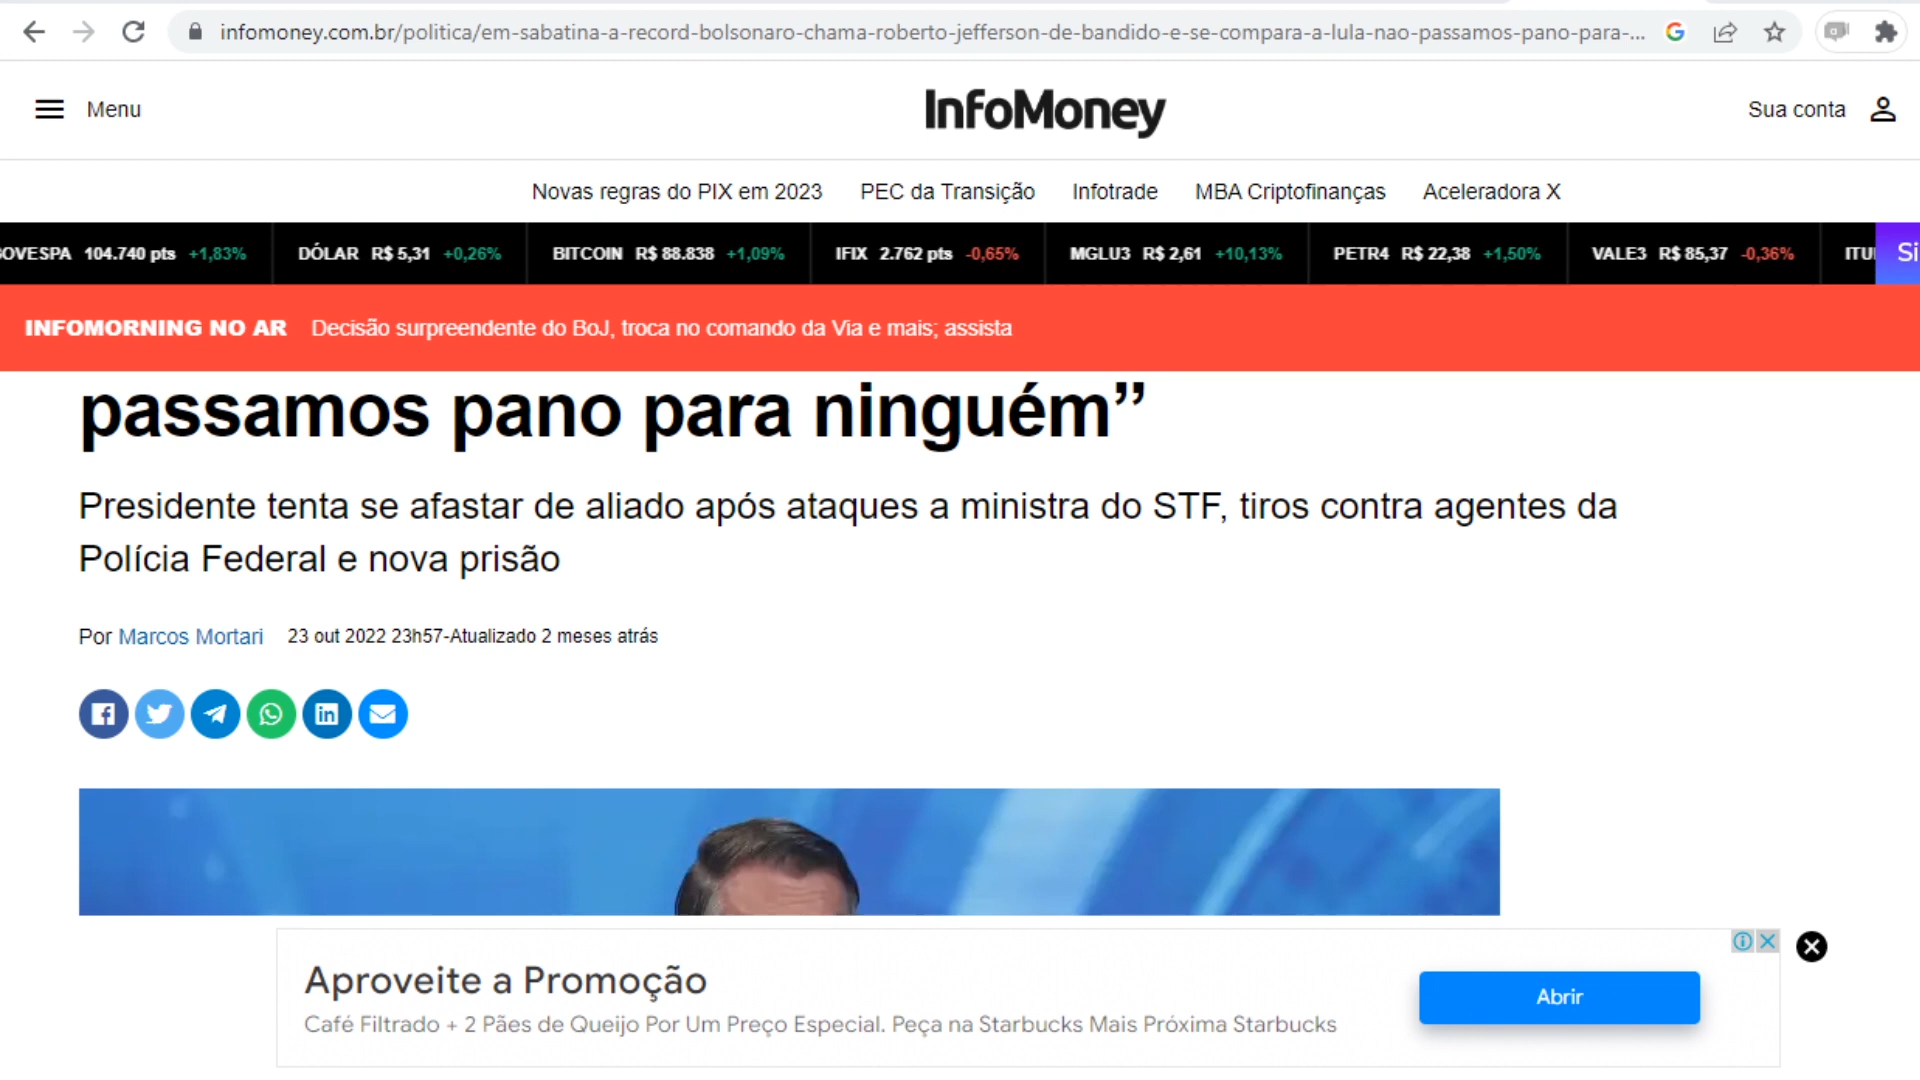 infomoney.com.br/politica/em-sabatina-a-record-bolsonaro-chama-roberto-jefferson-de-bandido-e-se-compara-a-lula-nao-passamos-pano-para-...
Menu
InfoMoney
Sua conta
Novas regras do PIX em 2023 PEC da Transição Infotrade MBA Criptofinanças Aceleradora X
OVESPA 104.740 pts +1,83% DÓLAR R$ 5,31 +0,26% BITCOIN R$ 88.838 +1,09% IFIX 2.762 pts -0,65% MGLU3 R$ 2,61 +10,13% PETR4 R$ 22,38 +1,50% VALE3 R$ 85,37 -0,36% ITU Si
INFOMORNING NO AR Decisão surpreendente do BoJ, troca no comando da Via e mais; assista
passamos pano para ninguém”
Presidente tenta se afastar de aliado após ataques a ministra do STF, tiros contra agentes da
Polícia Federal e nova prisão
Por Marcos Mortari 23 out 2022 23h57-Atualizado 2 meses atrás
Aproveite a Promoção
Café Filtrado + 2 Pães de Queijo Por Um Preço Especial. Peça na Starbucks Mais Próxima Starbucks
Abrir